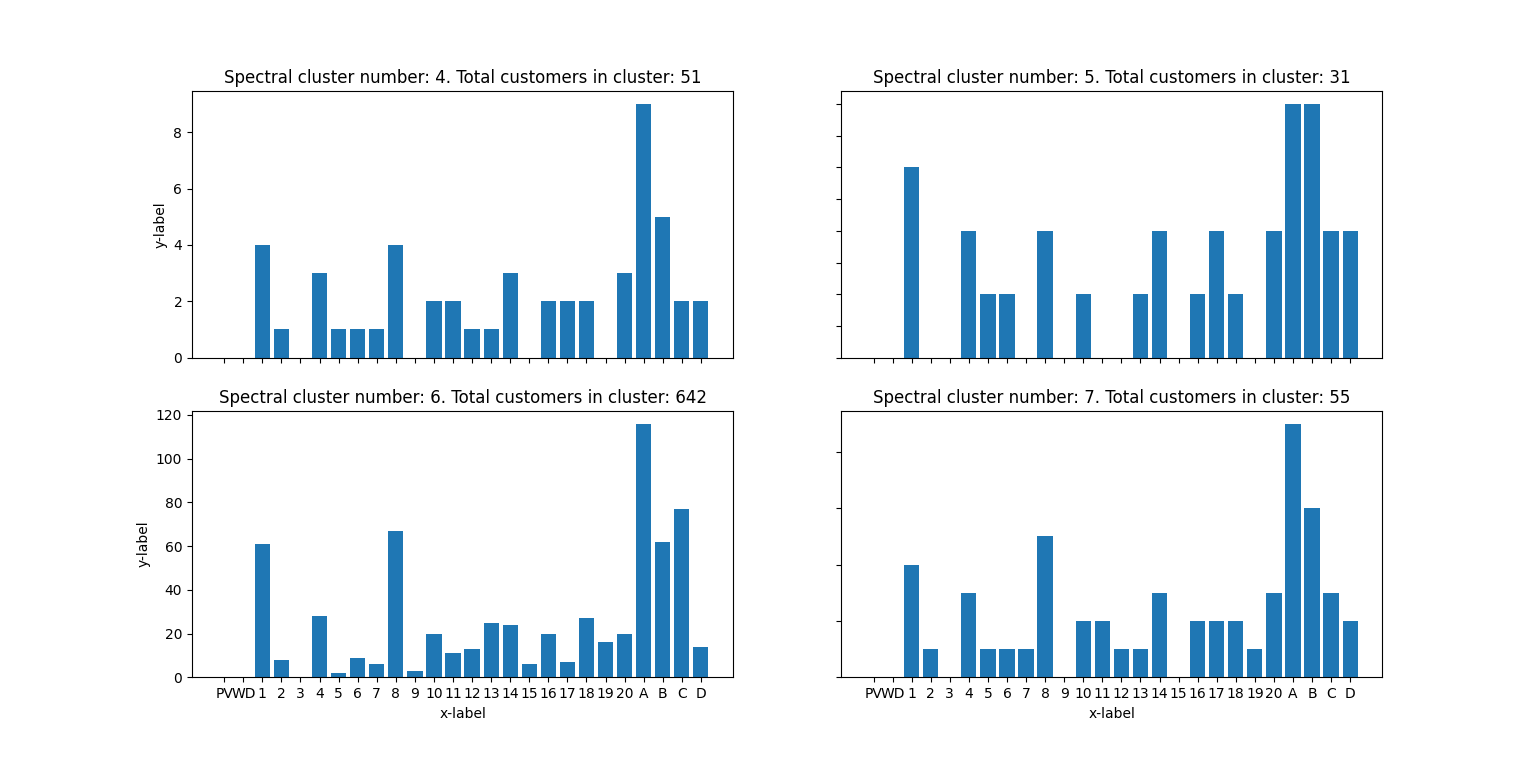 Spectral cluster number: 4. Total customers in cluster: 51
8
6
4
2
0
y-label
Spectral cluster number: 5. Total customers in cluster: 31
Spectral cluster number: 6. Total customers in cluster: 642
120
100
80
60
40
20
0
y-label
PV WD 1 2 3 4 5 6 7 8 9 10 11 12 13 14 15 16 17 18 19 20 A B C D
x-label
Spectral cluster number: 7. Total customers in cluster: 55
PV WD 1 2 3 4 5 6 7 8 9 10 11 12 13 14 15 16 17 18 19 20 A B C D
x-label